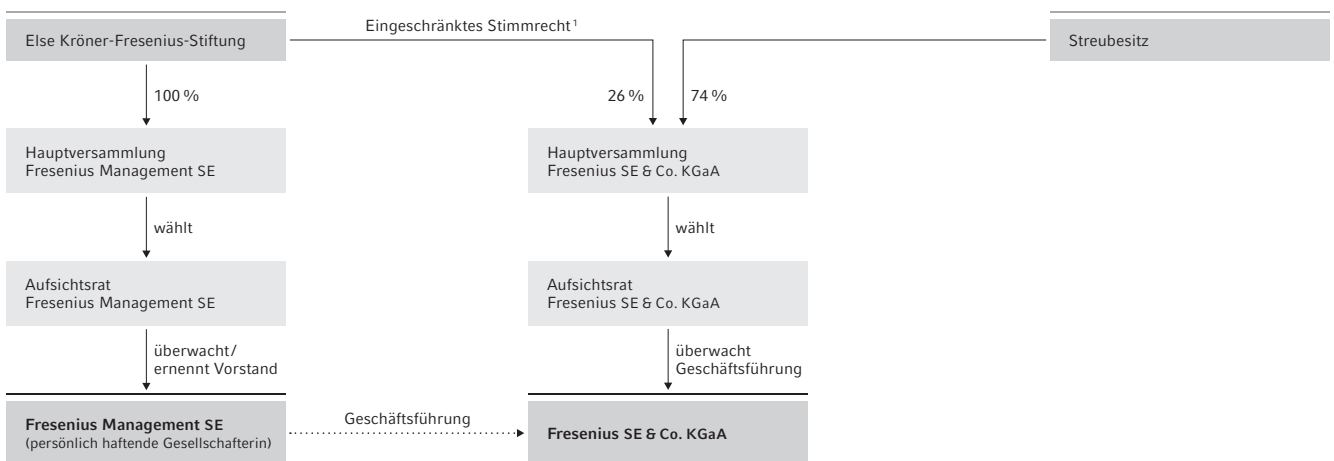 Else Kröner-Fresenius-Stiftung
Eingeschränktes Stimmrecht¹
Streubesitz
100 %
26 %
74 %
Hauptversammlung
Fresenius Management SE
Hauptversammlung
Fresenius SE & Co. KGaA
wählt
wählt
Aufsichtsrat
Fresenius Management SE
Aufsichtsrat
Fresenius SE & Co. KGaA
überwacht/
ernennt Vorstand
überwacht
Geschäftsführung
Fresenius Management SE
(persönlich haftende Gesellschafterin)
Geschäftsführung
Fresenius SE & Co. KGaA